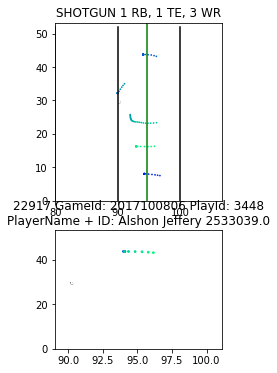 SHOTGUN 1 RB, 1 TE, 3 WR
50
40
30
20
10
0
80 90 100
22917 GameId: 2017100806 PlayId: 3448
PlayerName + ID: Alshon Jeffery 2533039.0
40
20
0
90.0 92.5 95.0 97.5 100.0